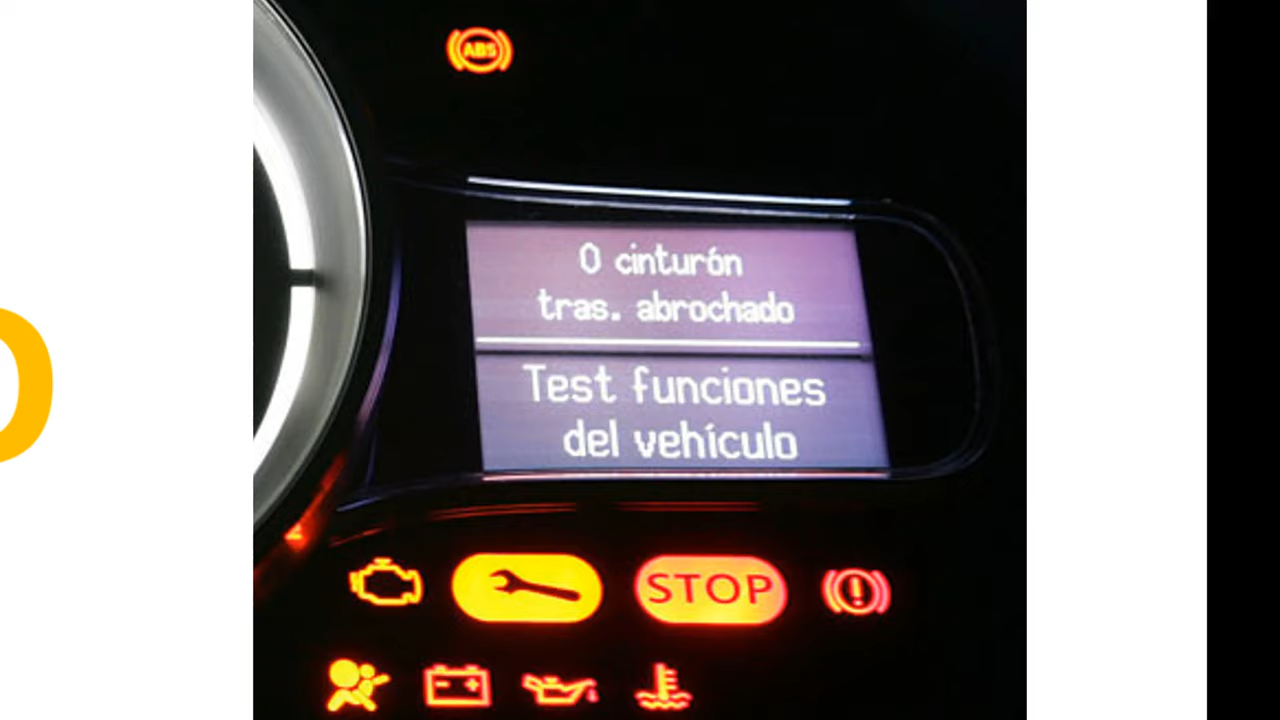 ABS
0 cinturón
tras. abrochado
Test funciones
del vehículo
STOP